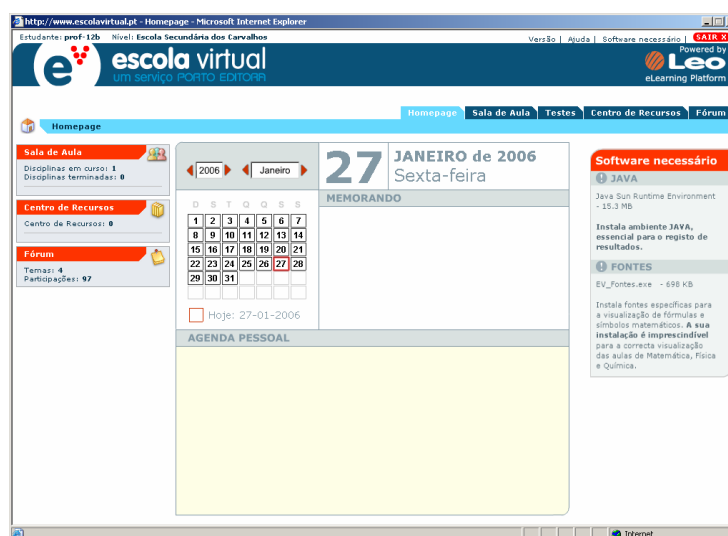 http://www.escolavirtual.pt - Homepage - Microsoft Internet Explorer
Estudante: prof-12b Nível: Escola Secundária dos Carvalhos
Versão | Ajuda | Software necessário | SAIR X
e
escola virtual
um serviço PORTO EDITORA
Powered by
Leo
eLearning Platform
Homepage Sala de Aula Testes Centro de Recursos Fórum
Homepage
Sala de Aula
Disciplinas em curso: 1
Disciplinas terminadas: 0
Centro de Recursos
Centro de Recursos: 0
Fórum
Temas: 4
Participações: 97
2006 Janeiro
D S T Q Q S S
1 2 3 4 5 6 7
8 9 10 11 12 13 14
15 16 17 18 19 20 21
22 23 24 25 26 27 28
29 30 31
Hoje: 27-01-2006
27
JANEIRO de 2006
Sexta-feira
MEMORANDO
AGENDA PESSOAL
Software necessário
JAVA
Java Sun Runtime Environment
- 15.3 MB
Instala ambiente JAVA,
essencial para o registo de
resultados.
FONTES
EV_Fontes.exe - 698 KB
Instala fontes específicas para
a visualização de fórmulas e
símbolos matemáticos. A sua
instalação é imprescindível
para a correcta visualização
das aulas de Matemática, Física
e Química.
Internet